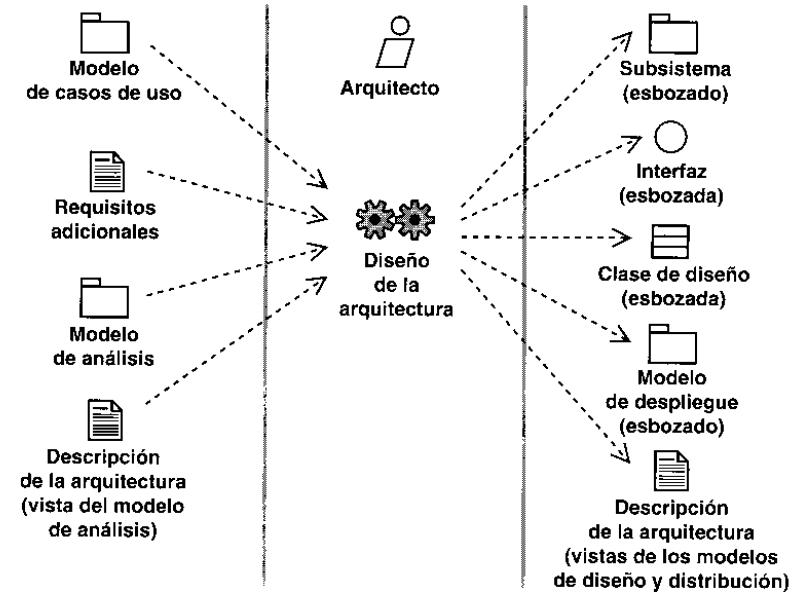 Modelo
de casos de uso
Requisitos
adicionales
Modelo
de análisis
Descripción
de la arquitectura
(vista del modelo
de análisis)
Arquitecto
Diseño
de la
arquitectura
Subsistema
(esbozado)
Interfaz
(esbozada)
Clase de diseño
(esbozada)
Modelo
de despliegue
(esbozado)
Descripción
de la arquitectura
(vistas de los modelos
de diseño y distribución)